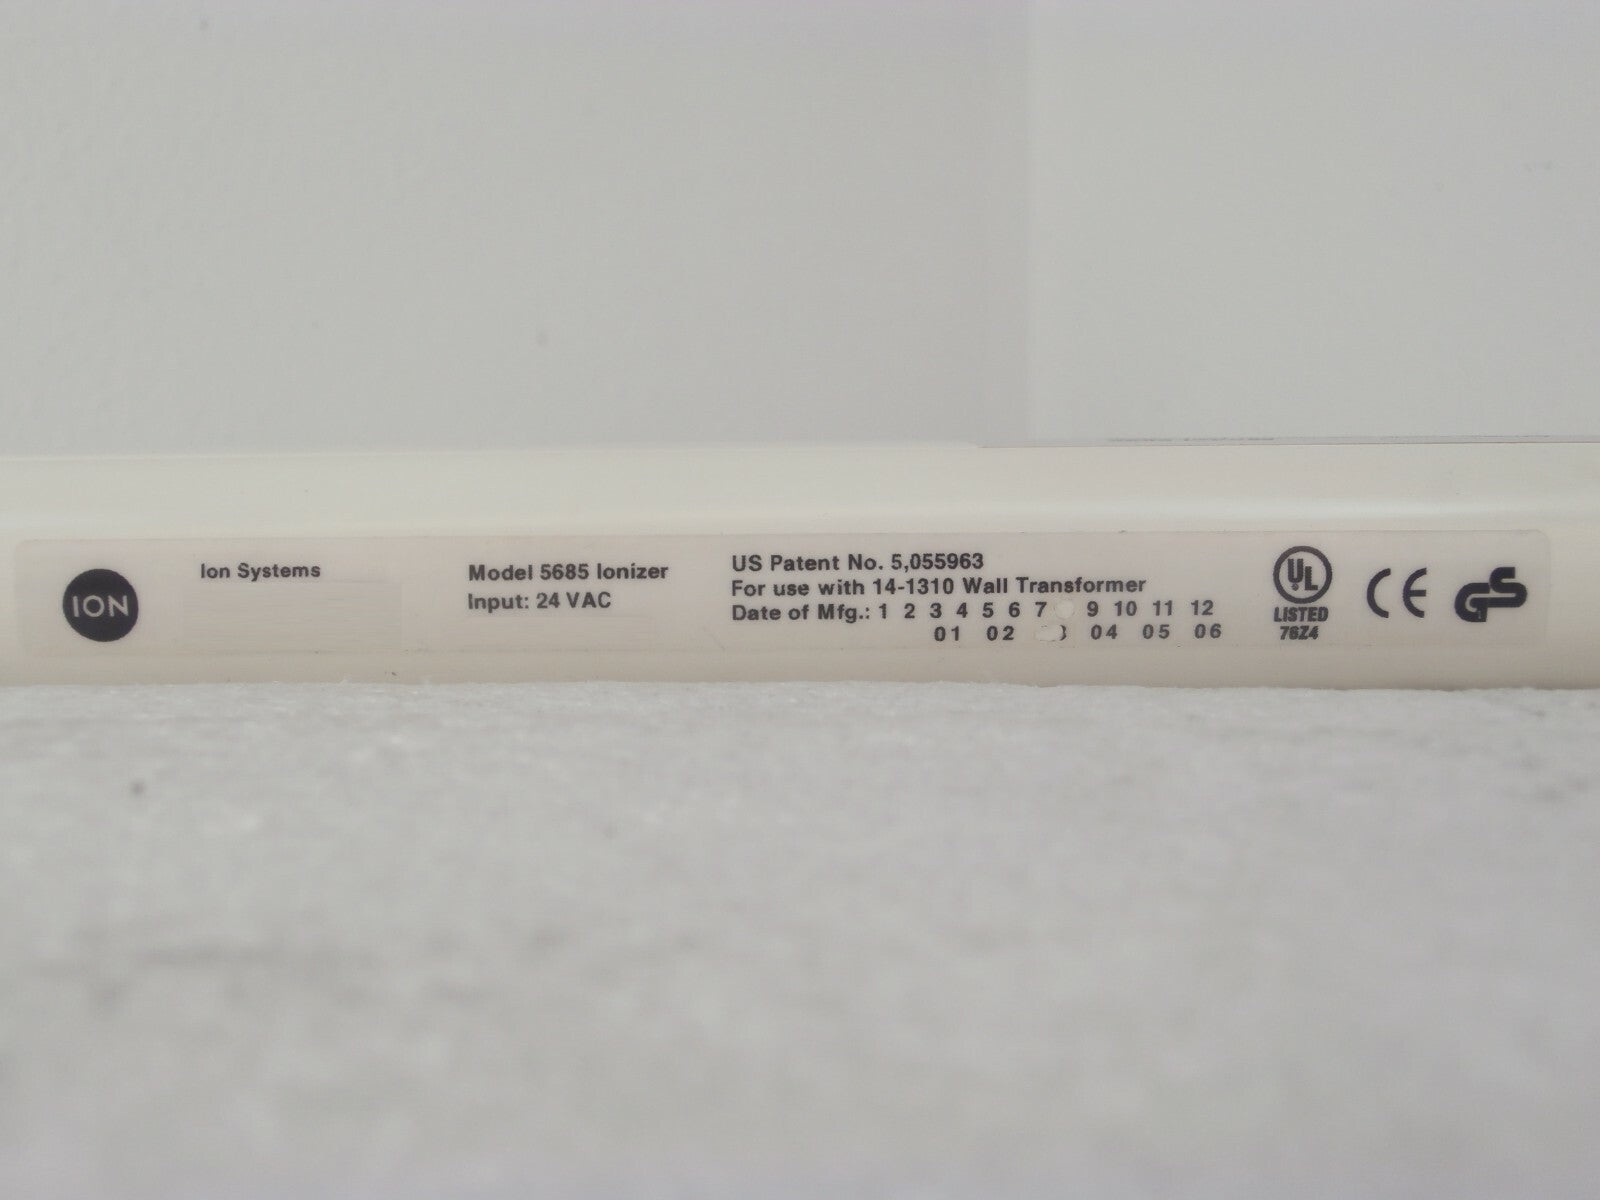 ION
Ion Systems
Model 5685 Ionizer
Input: 24 VAC
US Patent No. 5,055963
For use with 14-1310 Wall Transformer
Date of Mfg.: 1 2 3 4 5 6 7 9 10 11 12
01 02 04 05 06
UL
LISTED
76Z4
CE
GS